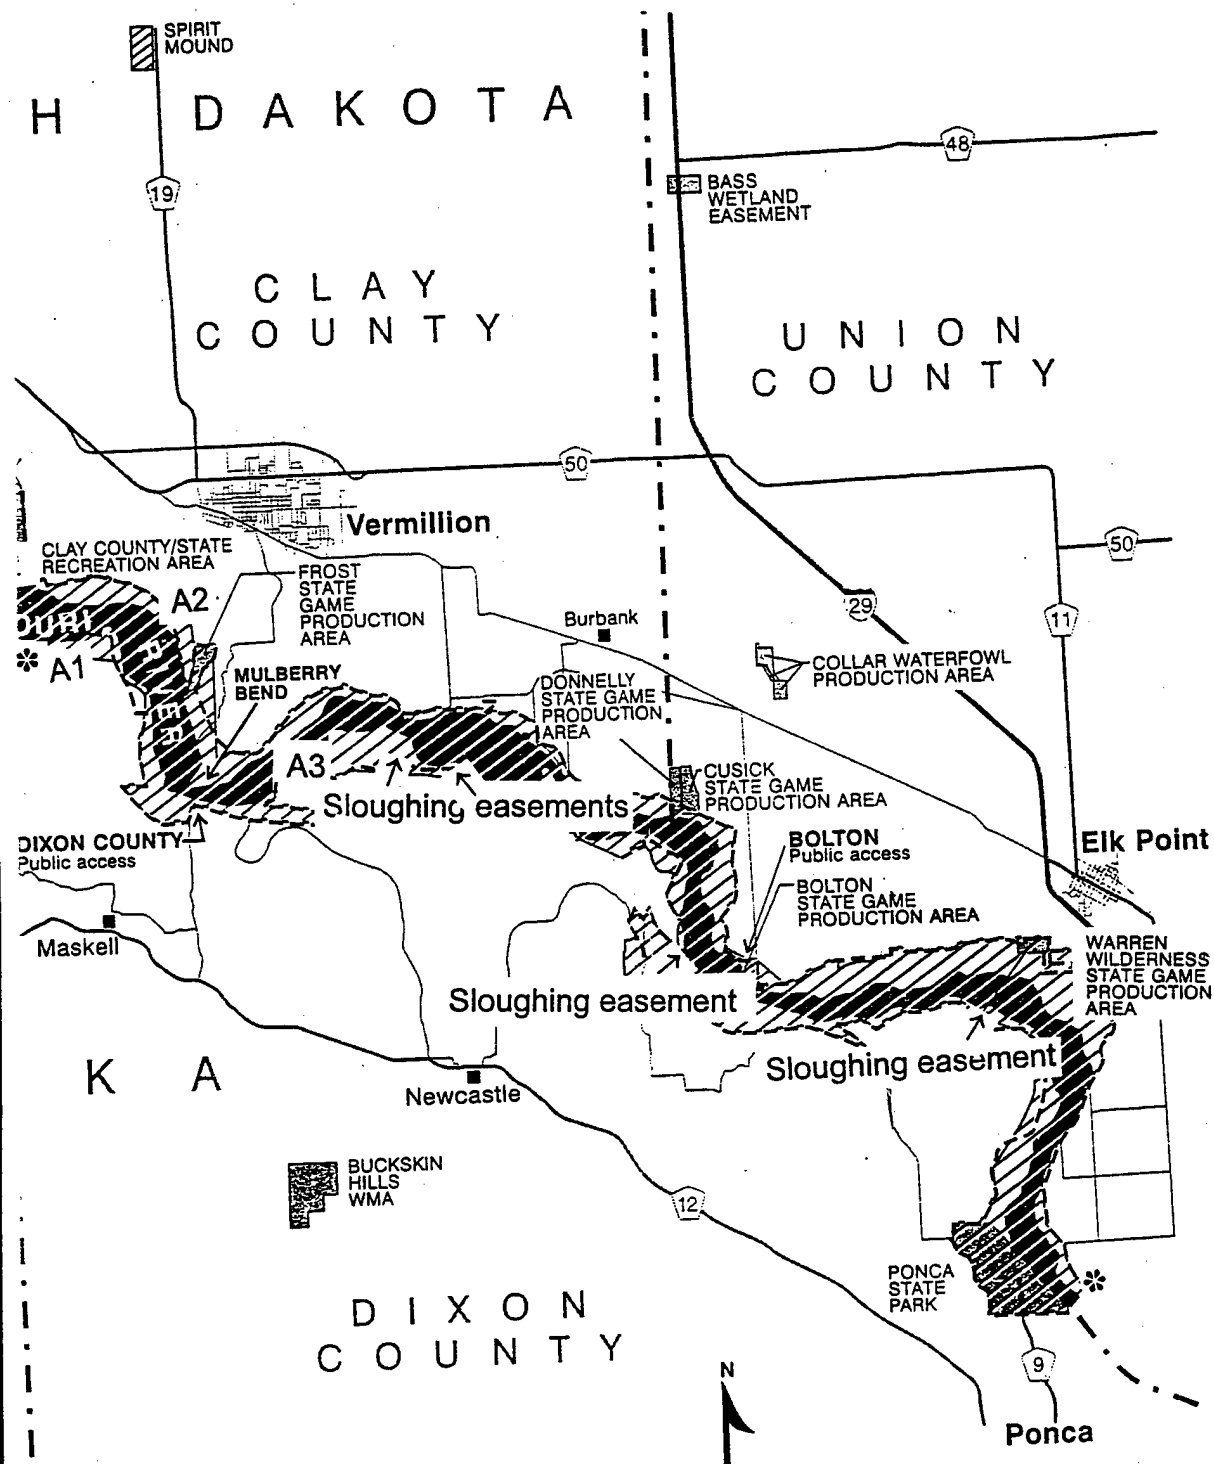 SPIRIT
MOUND
H DAKOTA
48
19
BASS
WETLAND
EASEMENT
CLAY
COUNTY
UNION
COUNTY
50
Vermillion
CLAY COUNTY/STATE
RECREATION AREA
50
FROST
STATE
GAME
PRODUCTION
AREA
A2
29
11
Burbank
OURI
RIVER
A1
COLLAR WATERFOWL
PRODUCTION AREA
MULBERRY
BEND
DONNELLY
STATE GAME
PRODUCTION
AREA
A3
CUSICK
STATE GAME
PRODUCTION AREA
Sloughing easements
DIXON COUNTY
Public access
BOLTON
Public access
Elk Point
BOLTON
STATE GAME
PRODUCTION AREA
Maskell
WARREN
WILDERNESS
STATE GAME
PRODUCTION
AREA
Sloughing easement
Sloughing easement
KA
Newcastle
BUCKSKIN
HILLS
WMA
12
PONCA
STATE
PARK
DIXON
COUNTY
9
N
Ponca